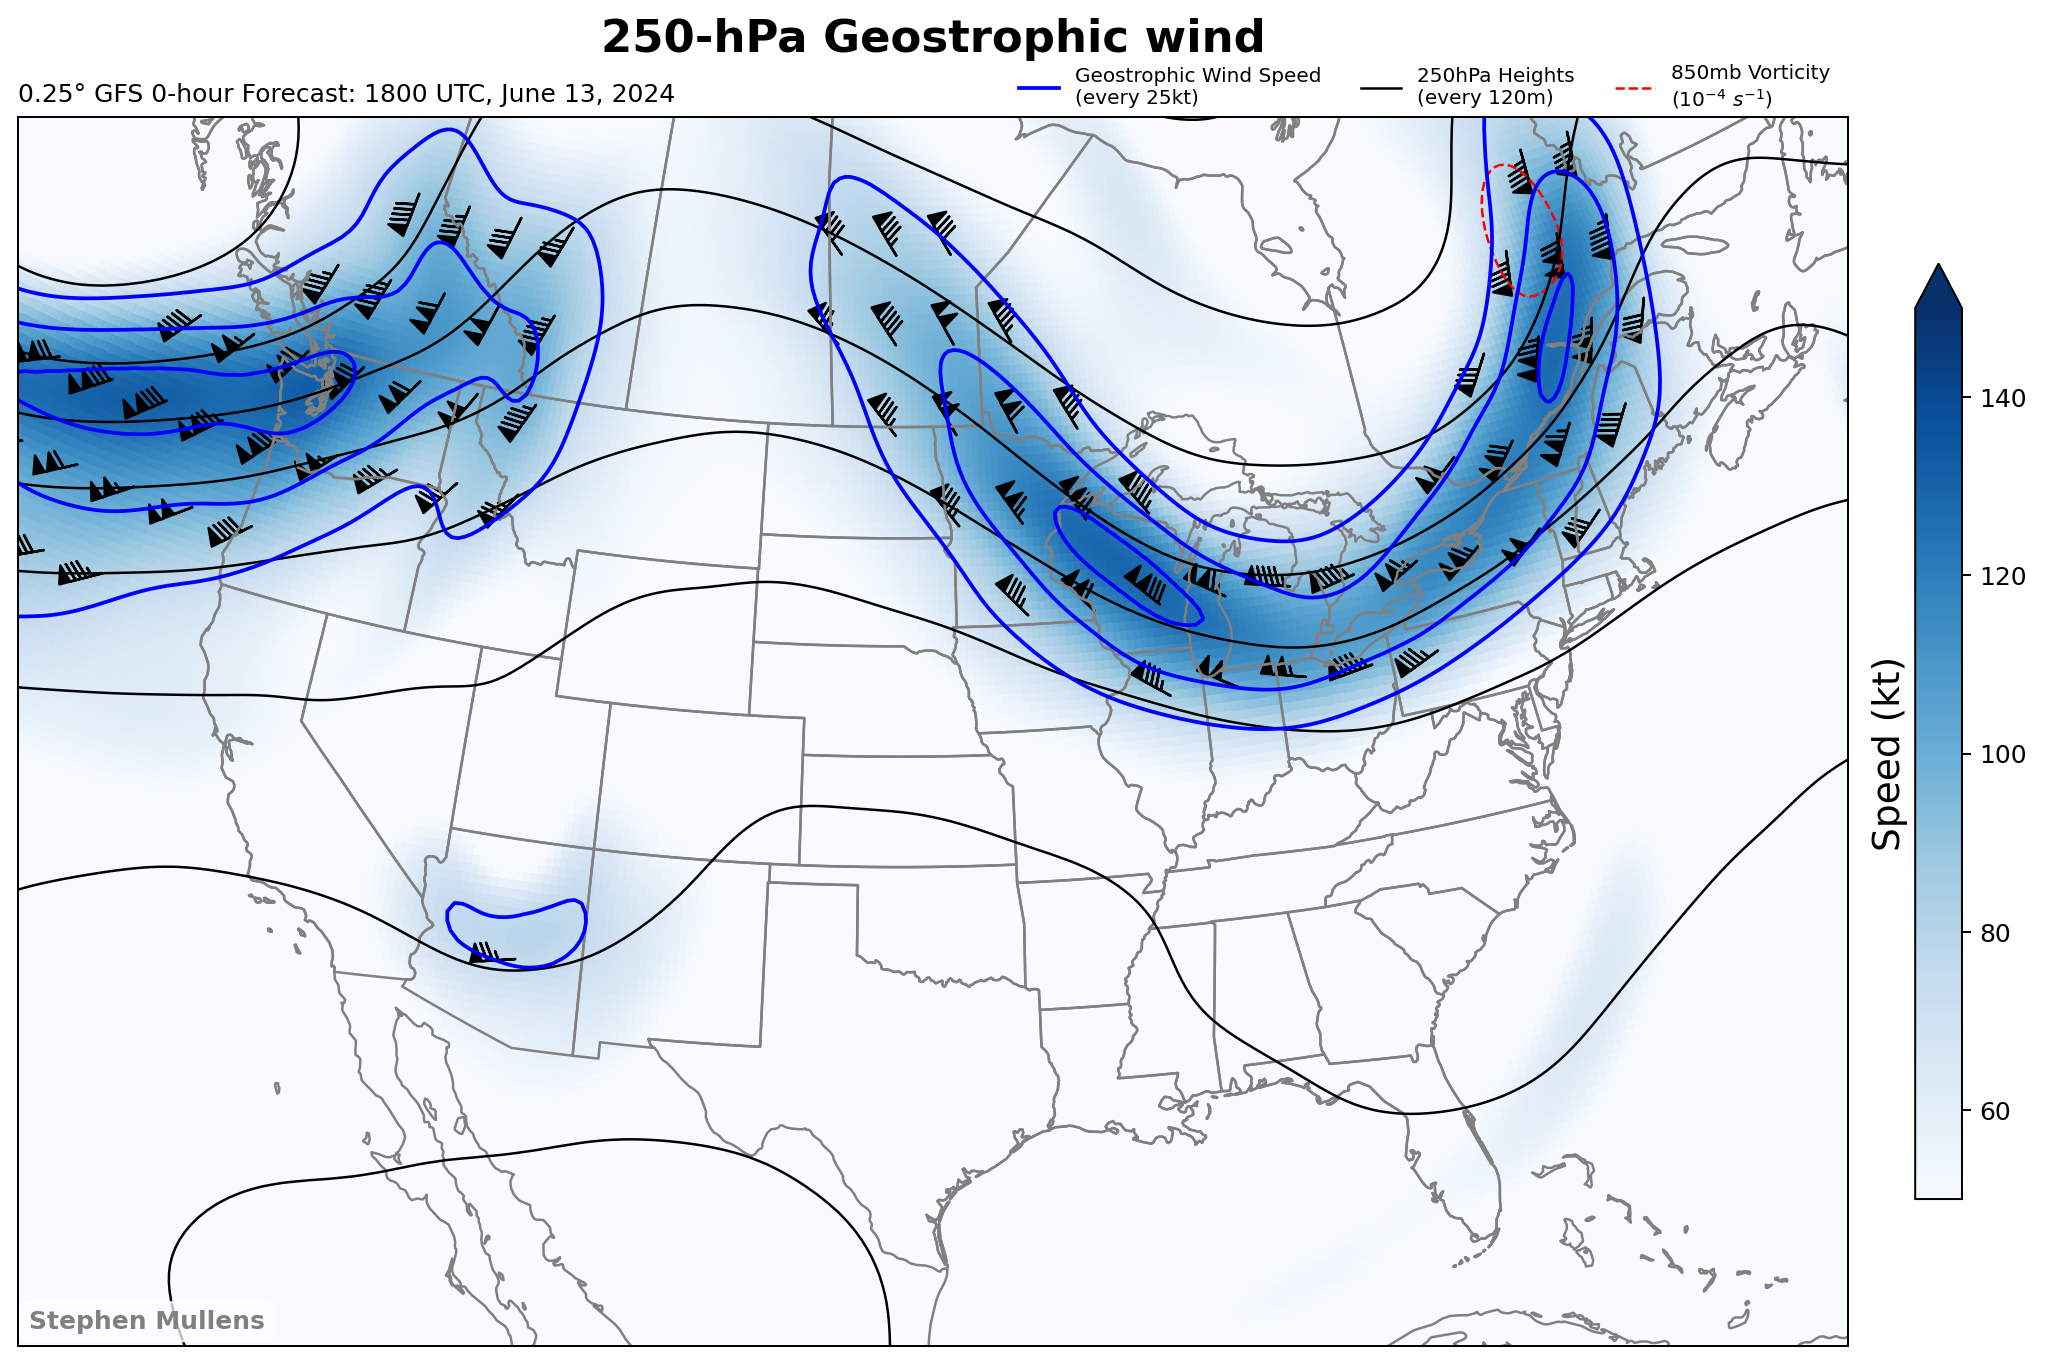 250-hPa Geostrophic wind
0.25° GFS 0-hour Forecast: 1800 UTC, June 13, 2024
Geostrophic Wind Speed
(every 25kt)
250hPa Heights
(every 120m)
850mb Vorticity
(10⁻⁴ s⁻¹)
140
120
100
80
60
Speed (kt)
Stephen Mullens